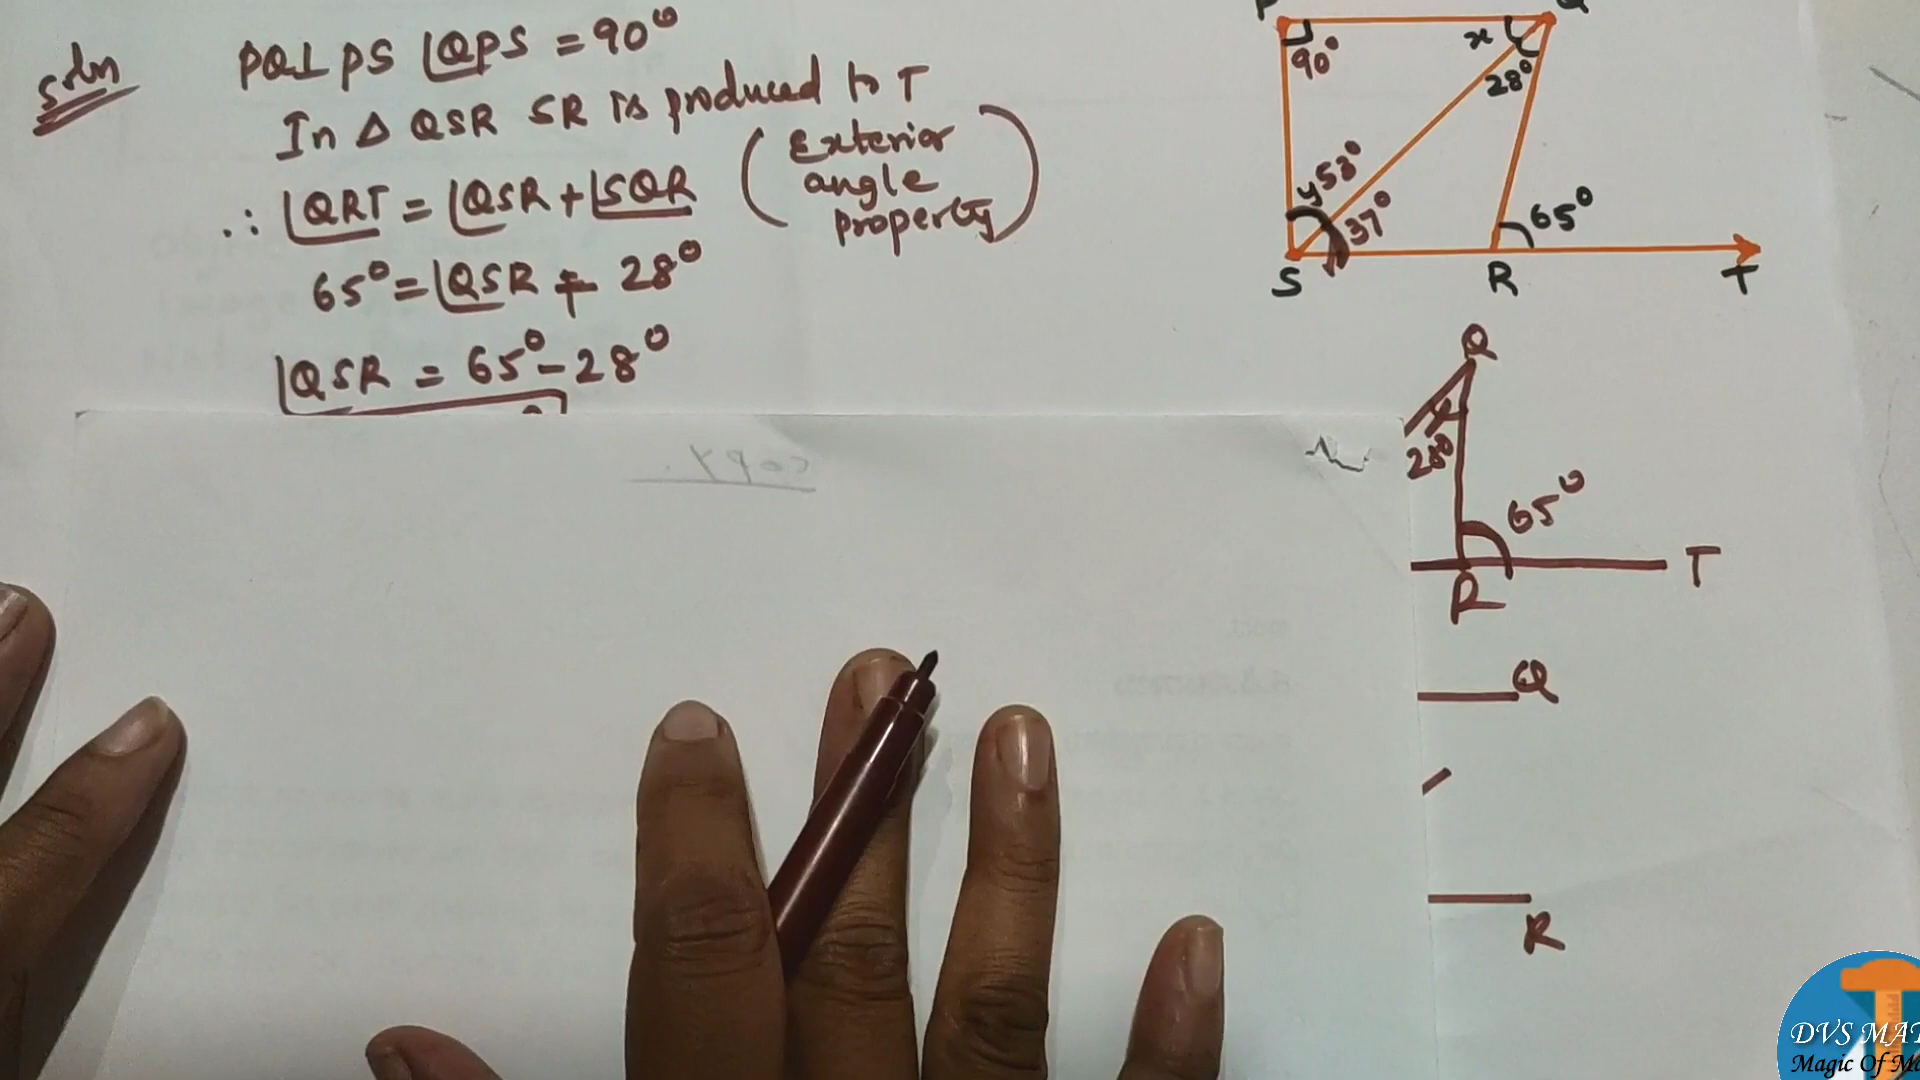 Soln
PQ⊥PS ∠QPS = 90°
In △ QSR SR is produced to T
∴ ∠QRT = ∠QSR + ∠SQR (Exterior angle property)
65° = ∠QSR + 28°
∠QSR = 65° - 28°
P
90°
x
28°
y 53°
37°
65°
S
R
T
Q
28°
65°
R
T
Q
R
DVS MAT
Magic Of Ma